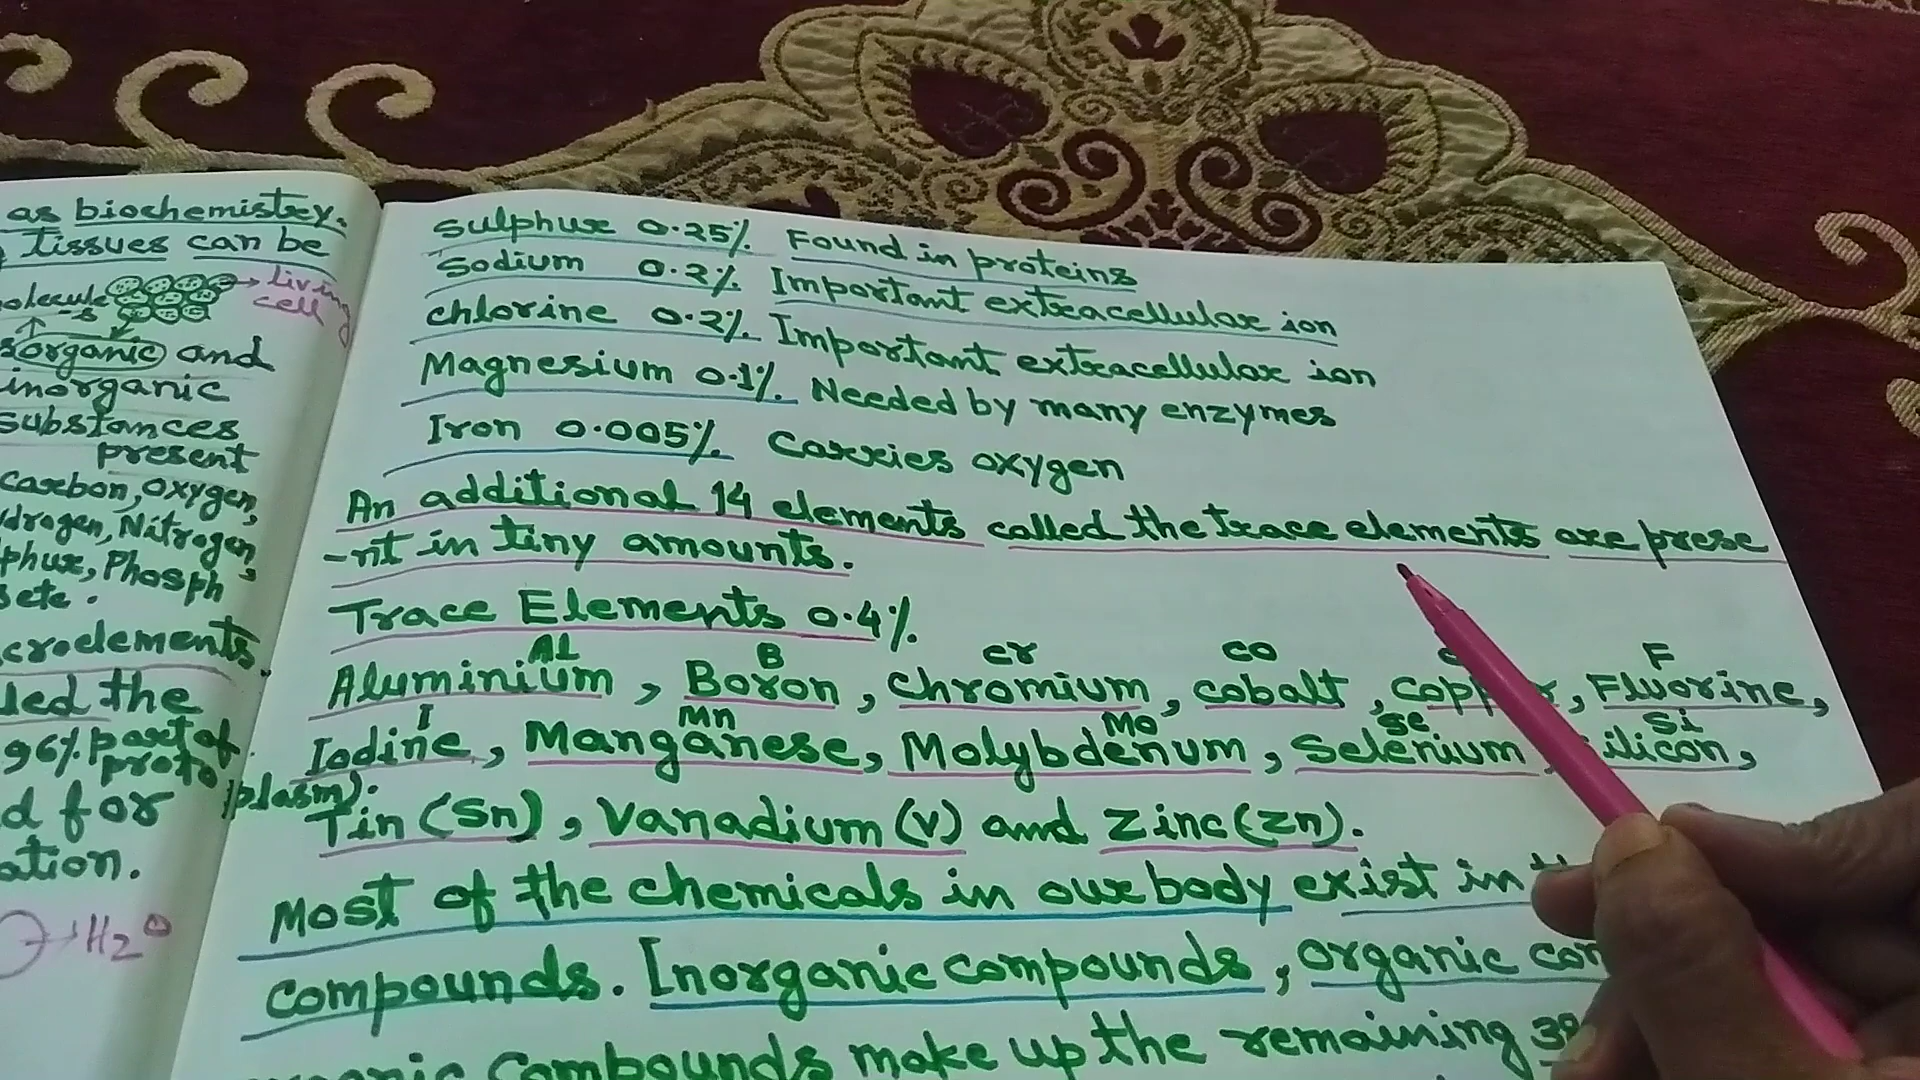 as biochemistry.
tissues can be
living
cell
organic and
inorganic
substances
present
carbon, oxygen,
Nitrogen,
Phosph
etc.
the
96% part of
proto
plasm).
for
→H2O
Sulphur 0.25% Found in proteins
Sodium 0.2% Important extracellular ion
chlorine 0.2% Important extracellular ion
Magnesium 0.1% Needed by many enzymes
Iron 0.005% Carries oxygen
An additional 14 elements called the trace elements are prese
-nt in tiny amounts.
Trace Elements 0.4%
Al B Cr Co F
Aluminium, Boron, chromium, cobalt, copper, Fluorine,
I Mn Mo Se Si
Iodine, Manganese, Molybdenum, Selenium, Silicon,
Tin (Sn), Vanadium (V) and Zinc (Zn).
Most of the chemicals in our body exist in
compounds. Inorganic compounds, organic
compounds make up the remaining